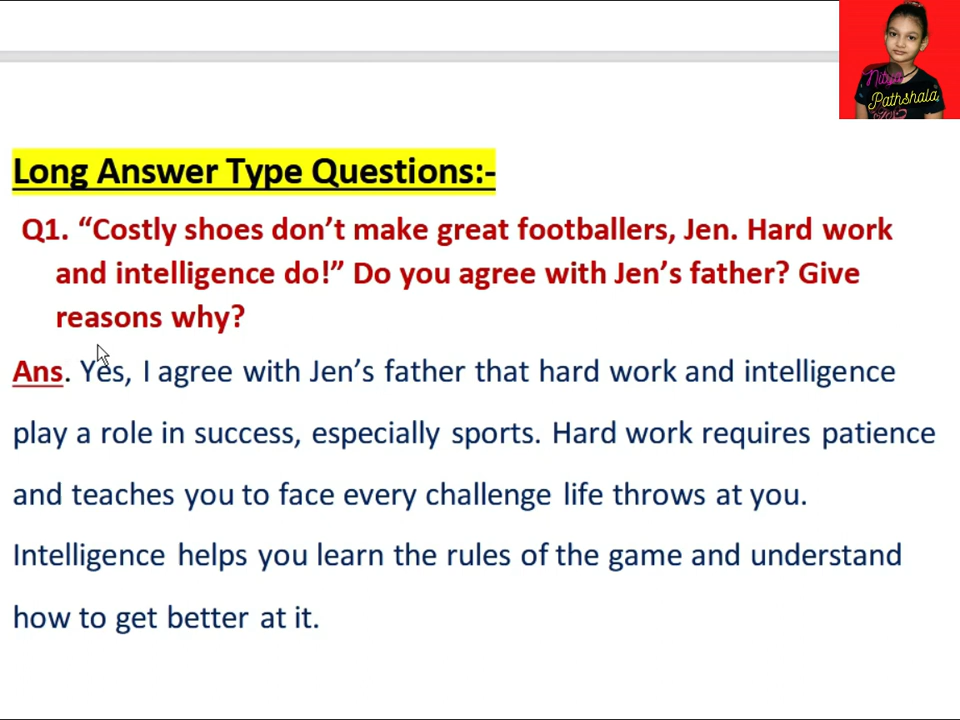 Nitya
Pathshala
Long Answer Type Questions:-
Q1. “Costly shoes don’t make great footballers, Jen. Hard work
and intelligence do!” Do you agree with Jen’s father? Give
reasons why?
Ans. Yes, I agree with Jen’s father that hard work and intelligence
play a role in success, especially sports. Hard work requires patience
and teaches you to face every challenge life throws at you.
Intelligence helps you learn the rules of the game and understand
how to get better at it.